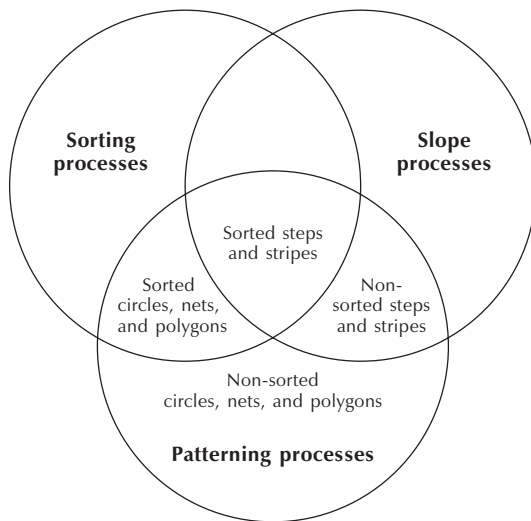 Sorting
processes
Slope
processes
Sorted steps
and stripes
Sorted
circles, nets,
and polygons
Non-
sorted steps
and stripes
Non-sorted
circles, nets, and polygons
Patterning processes